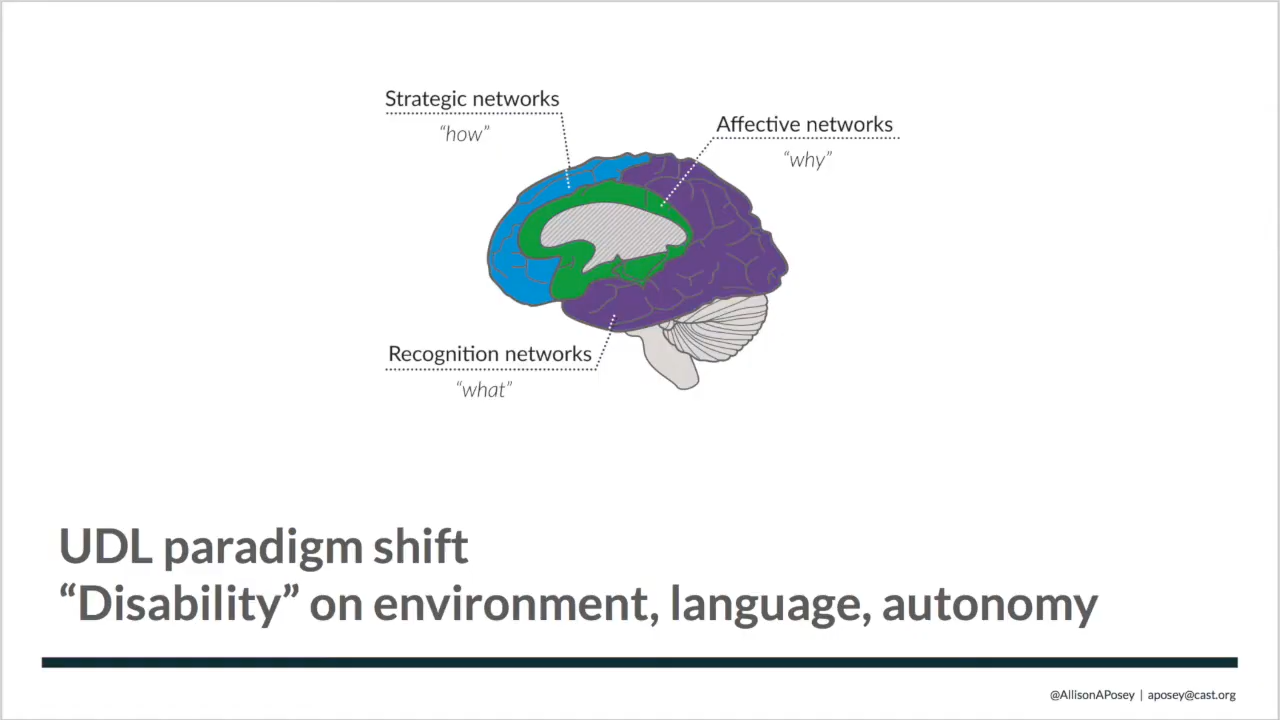 Strategic networks
“how”
Affective networks
“why”
Recognition networks
“what”
UDL paradigm shift
“Disability” on environment, language, autonomy
@AllisonAPosey | aposey@cast.org